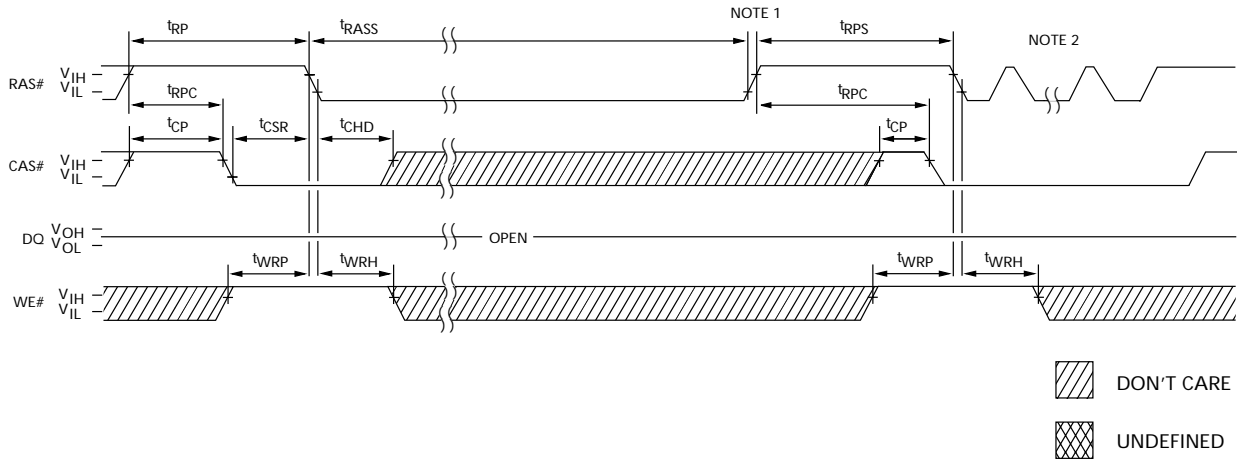 NOTE 1
tRP
tRASS
tRPS
NOTE 2
RAS#
VIH
VIL
tRPC
tRPC
tCP
tCSR
tCHD
tCP
CAS#
VIH
VIL
DQ
VOH
VOL
OPEN
tWRP
tWRH
tWRP
tWRH
WE#
VIH
VIL
DON'T CARE
UNDEFINED